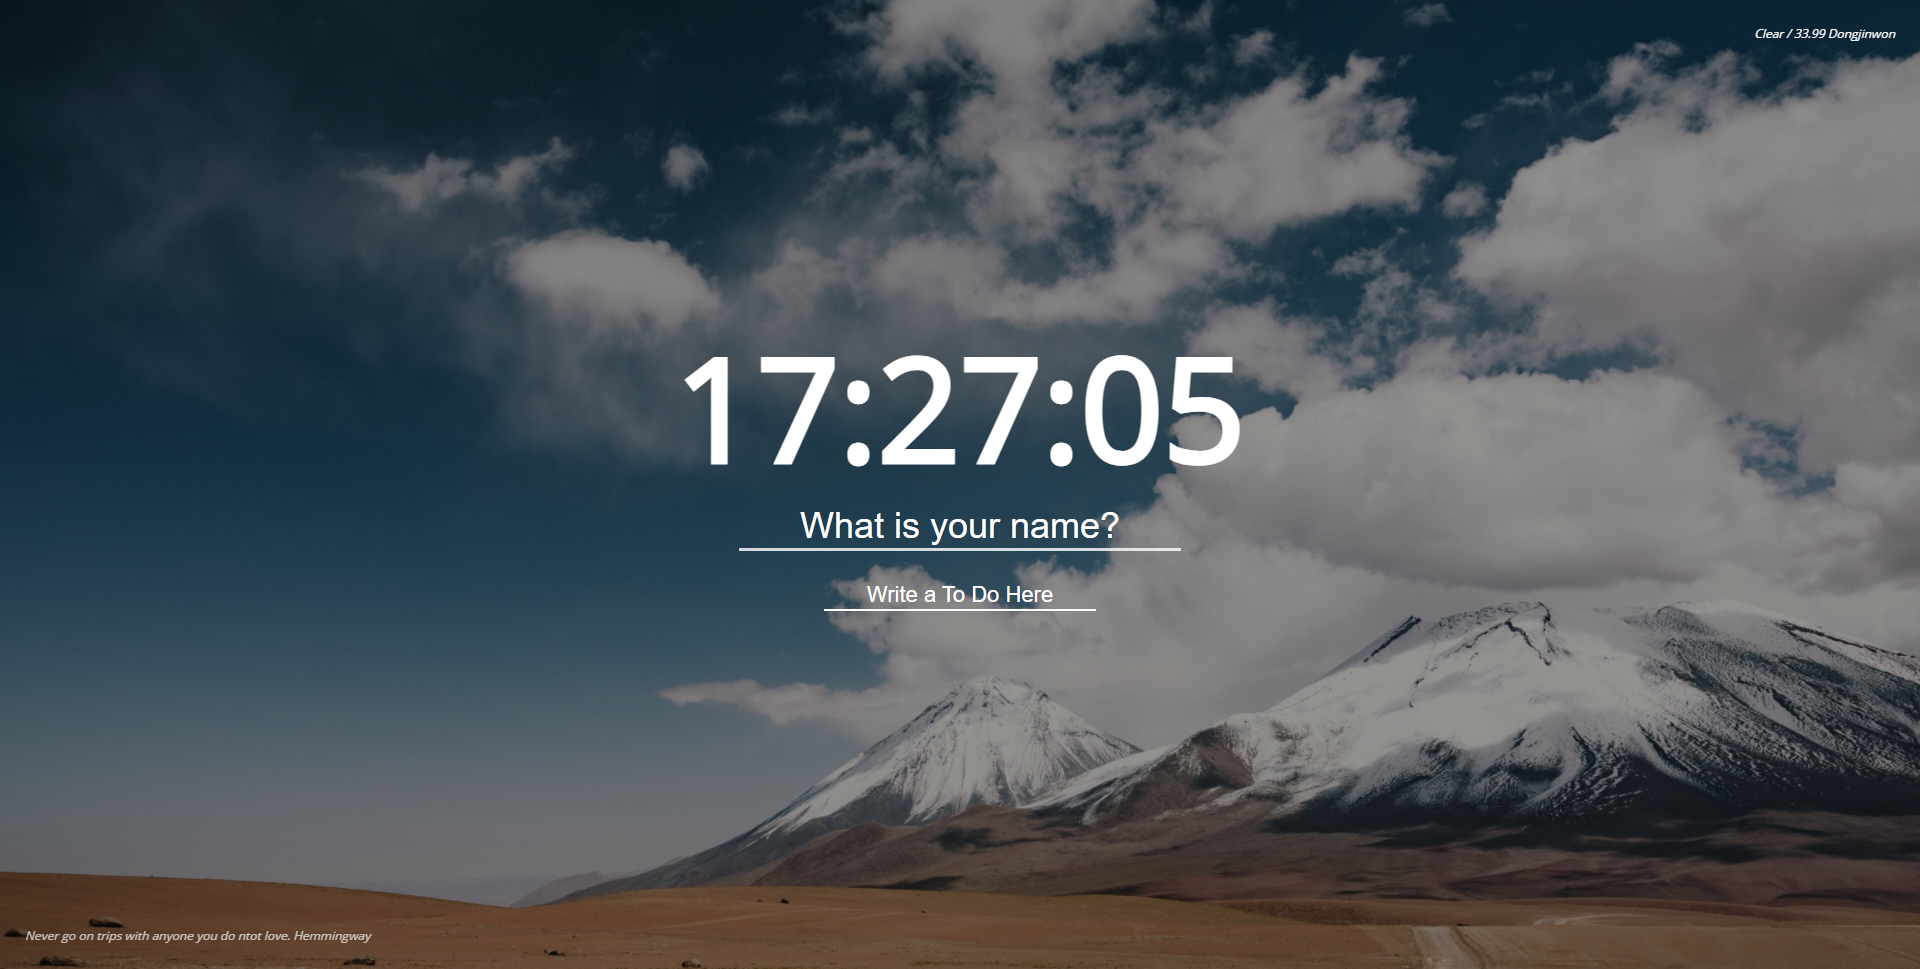 Clear / 33.99 Dongjinwon
17:27:05
What is your name?
Write a To Do Here
Never go on trips with anyone you do ntot love. Hemmingway